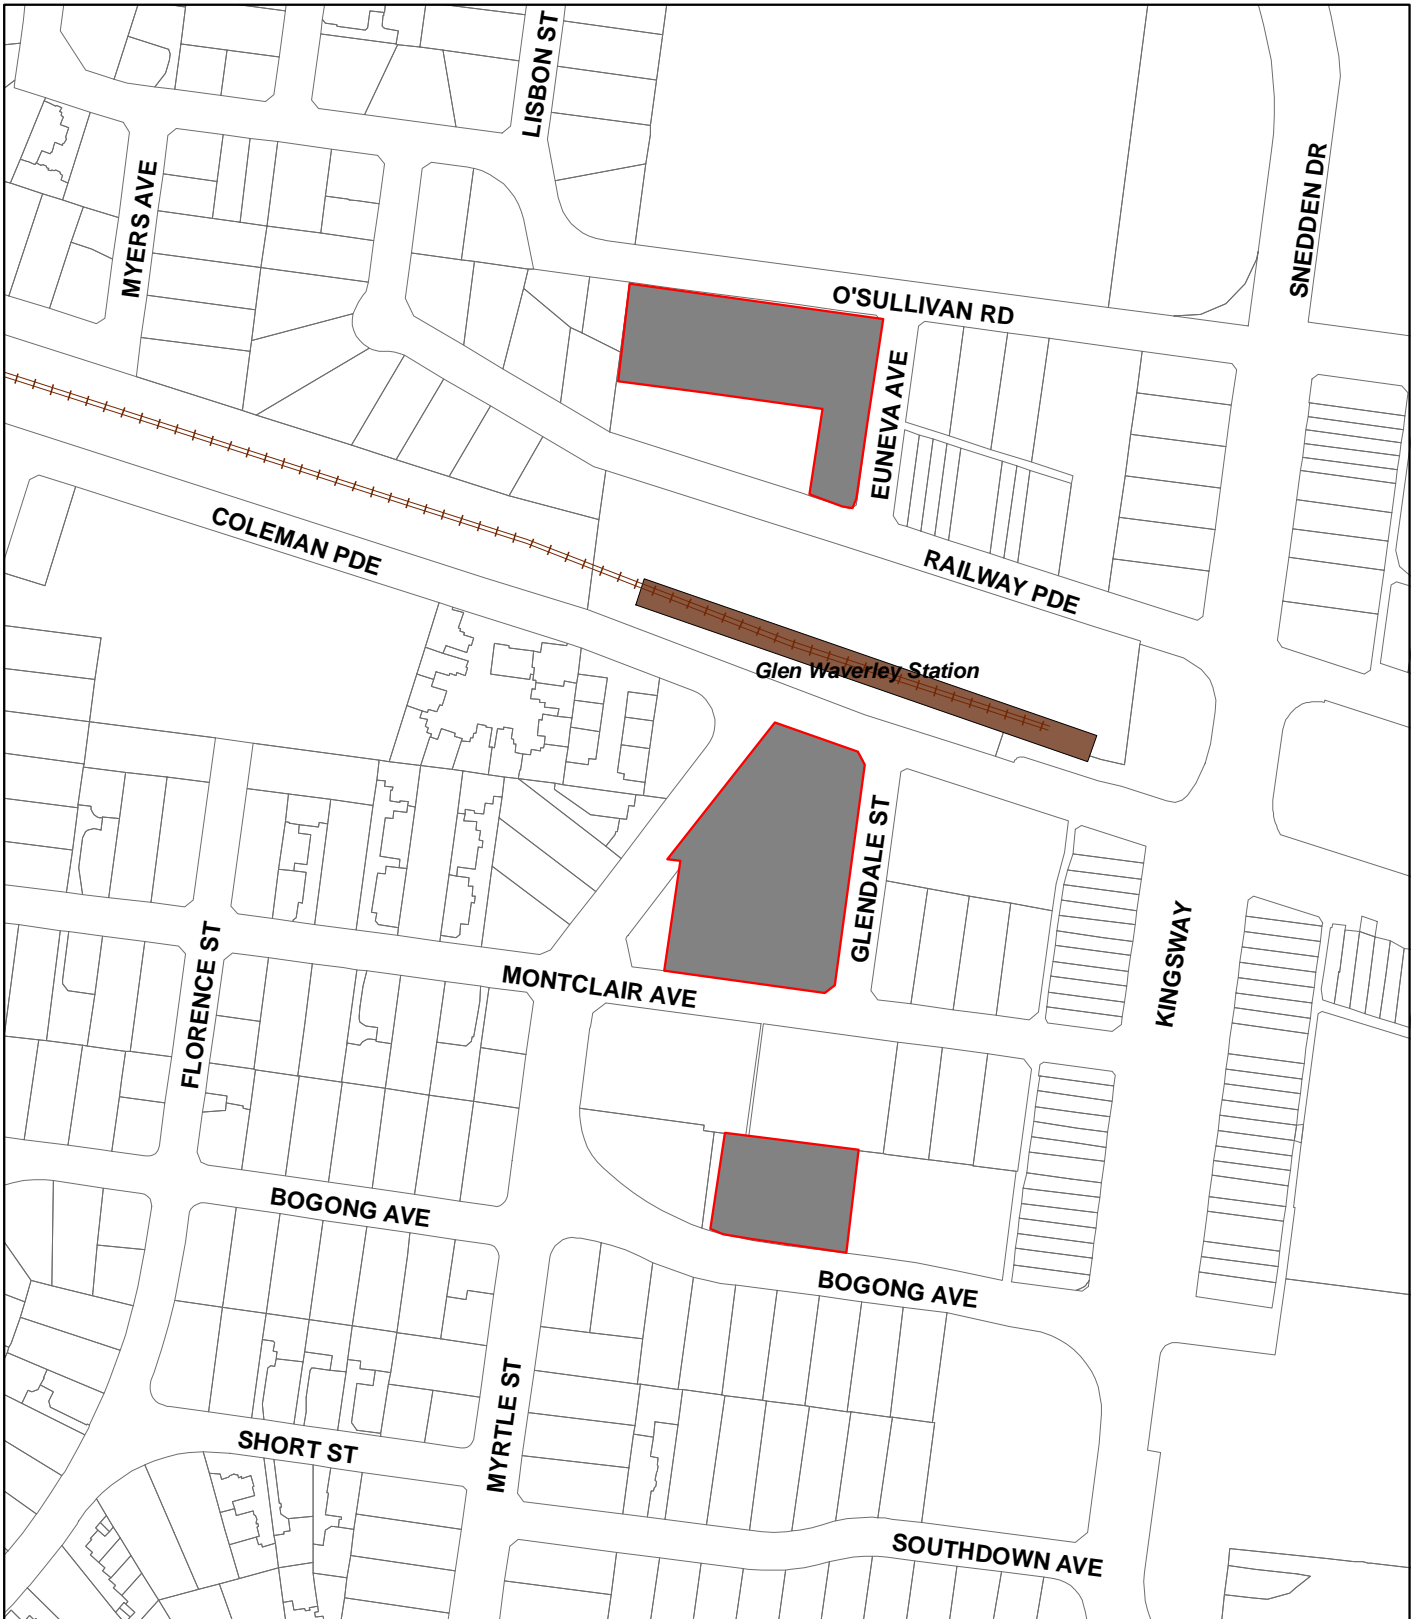 LISBON ST
SNEDDEN DR
MYERS AVE
O'SULLIVAN RD
EUNEVA AVE
COLEMAN PDE
RAILWAY PDE
Glen Waverley Station
GLENDALE ST
KINGSWAY
FLORENCE ST
MONTCLAIR AVE
BOGONG AVE
BOGONG AVE
MYRTLE ST
SHORT ST
SOUTHDOWN AVE